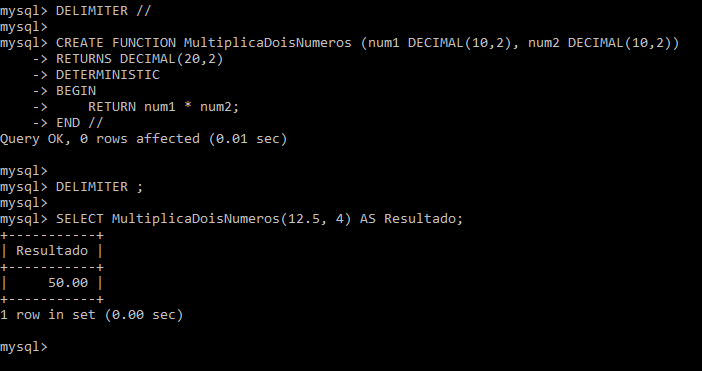 mysql> DELIMITER //
mysql>
mysql> CREATE FUNCTION MultiplicaDoisNumeros (num1 DECIMAL(10,2), num2 DECIMAL(10,2))
    -> RETURNS DECIMAL(20,2)
    -> DETERMINISTIC
    -> BEGIN
    ->     RETURN num1 * num2;
    -> END //
Query OK, 0 rows affected (0.01 sec)

mysql>
mysql> DELIMITER ;
mysql>
mysql> SELECT MultiplicaDoisNumeros(12.5, 4) AS Resultado;
+-----------+
| Resultado |
+-----------+
|     50.00 |
+-----------+
1 row in set (0.00 sec)

mysql>